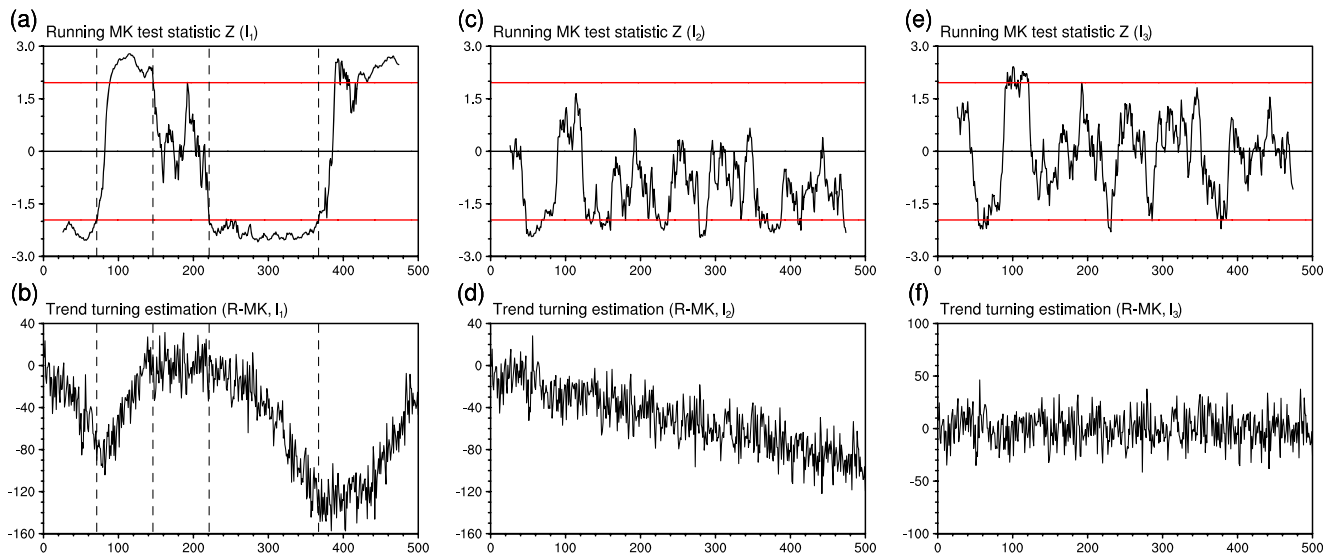 (a)
Running MK test statistic Z (I₁)
3.0
1.5
0
-1.5
-3.0
0 100 200 300 400 500
(b)
Trend turning estimation (R-MK, I₁)
40
0
-40
-80
-120
-160
0 100 200 300 400 500
(c)
Running MK test statistic Z (I₂)
3.0
1.5
0
-1.5
-3.0
0 100 200 300 400 500
(d)
Trend turning estimation (R-MK, I₂)
40
0
-40
-80
-120
-160
0 100 200 300 400 500
(e)
Running MK test statistic Z (I₃)
3.0
1.5
0
-1.5
-3.0
0 100 200 300 400 500
(f)
Trend turning estimation (R-MK, I₃)
100
50
0
-50
-100
0 100 200 300 400 500